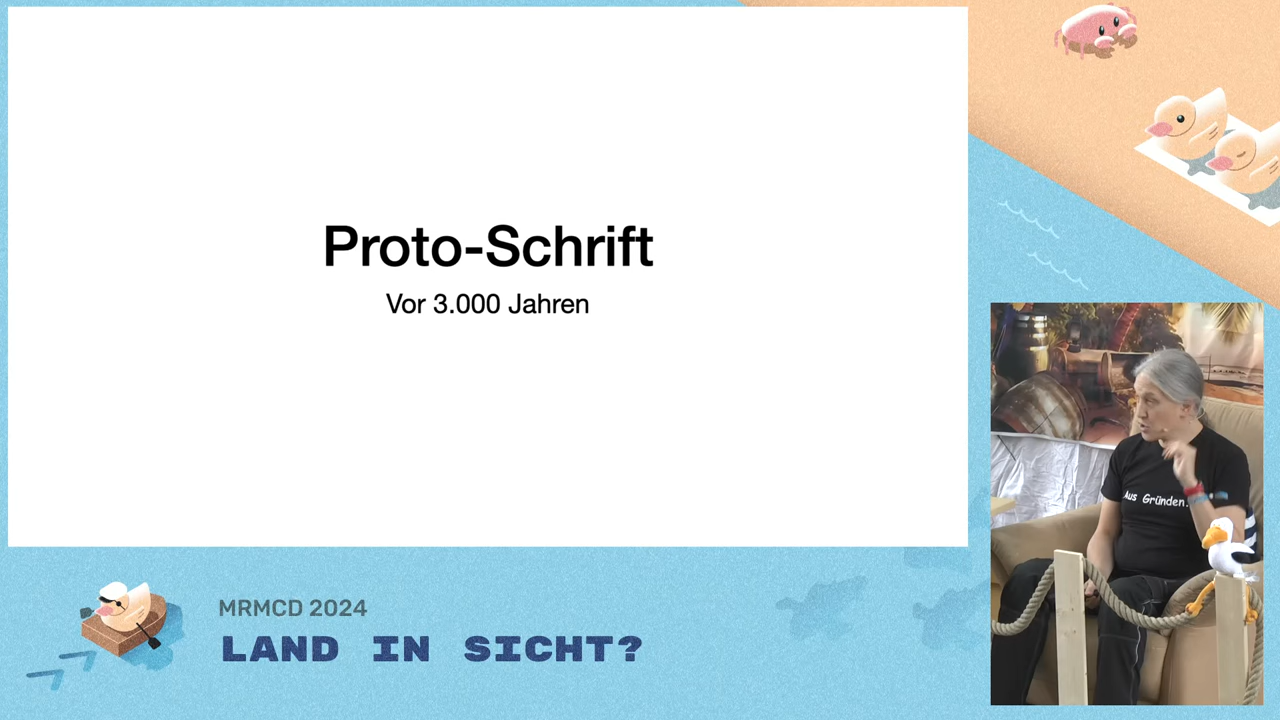 Proto-Schrift
Vor 3.000 Jahren
Aus Gründen.
MRMCD 2024
LAND IN SICHT?